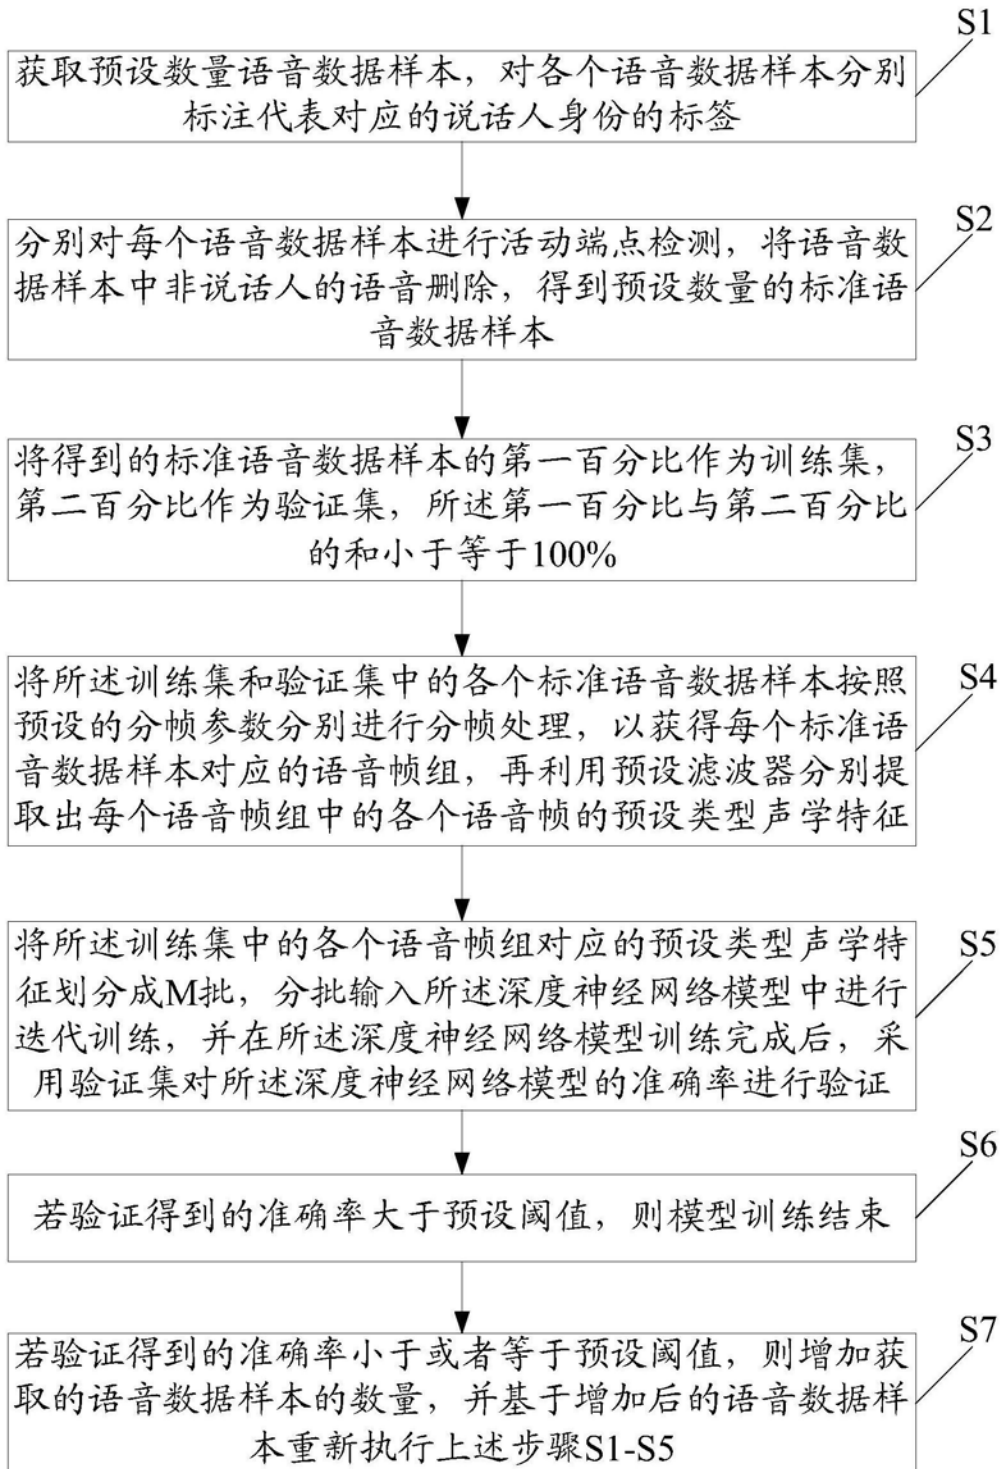 S1
获取预设数量语音数据样本，对各个语音数据样本分别
标注代表对应的说话人身份的标签
S2
分别对每个语音数据样本进行活动端点检测，将语音数
据样本中非说话人的语音删除，得到预设数量的标准语
音数据样本
S3
将得到的标准语音数据样本的第一百分比作为训练集，
第二百分比作为验证集，所述第一百分比与第二百分比
的和小于等于100%
S4
将所述训练集和验证集中的各个标准语音数据样本按照
预设的分帧参数分别进行分帧处理，以获得每个标准语
音数据样本对应的语音帧组，再利用预设滤波器分别提
取出每个语音帧组中的各个语音帧的预设类型声学特征
S5
将所述训练集中的各个语音帧组对应的预设类型声学特
征划分成M批，分批输入所述深度神经网络模型中进行
迭代训练，并在所述深度神经网络模型训练完成后，采
用验证集对所述深度神经网络模型的准确率进行验证
S6
若验证得到的准确率大于预设阈值，则模型训练结束
S7
若验证得到的准确率小于或者等于预设阈值，则增加获
取的语音数据样本的数量，并基于增加后的语音数据样
本重新执行上述步骤S1-S5